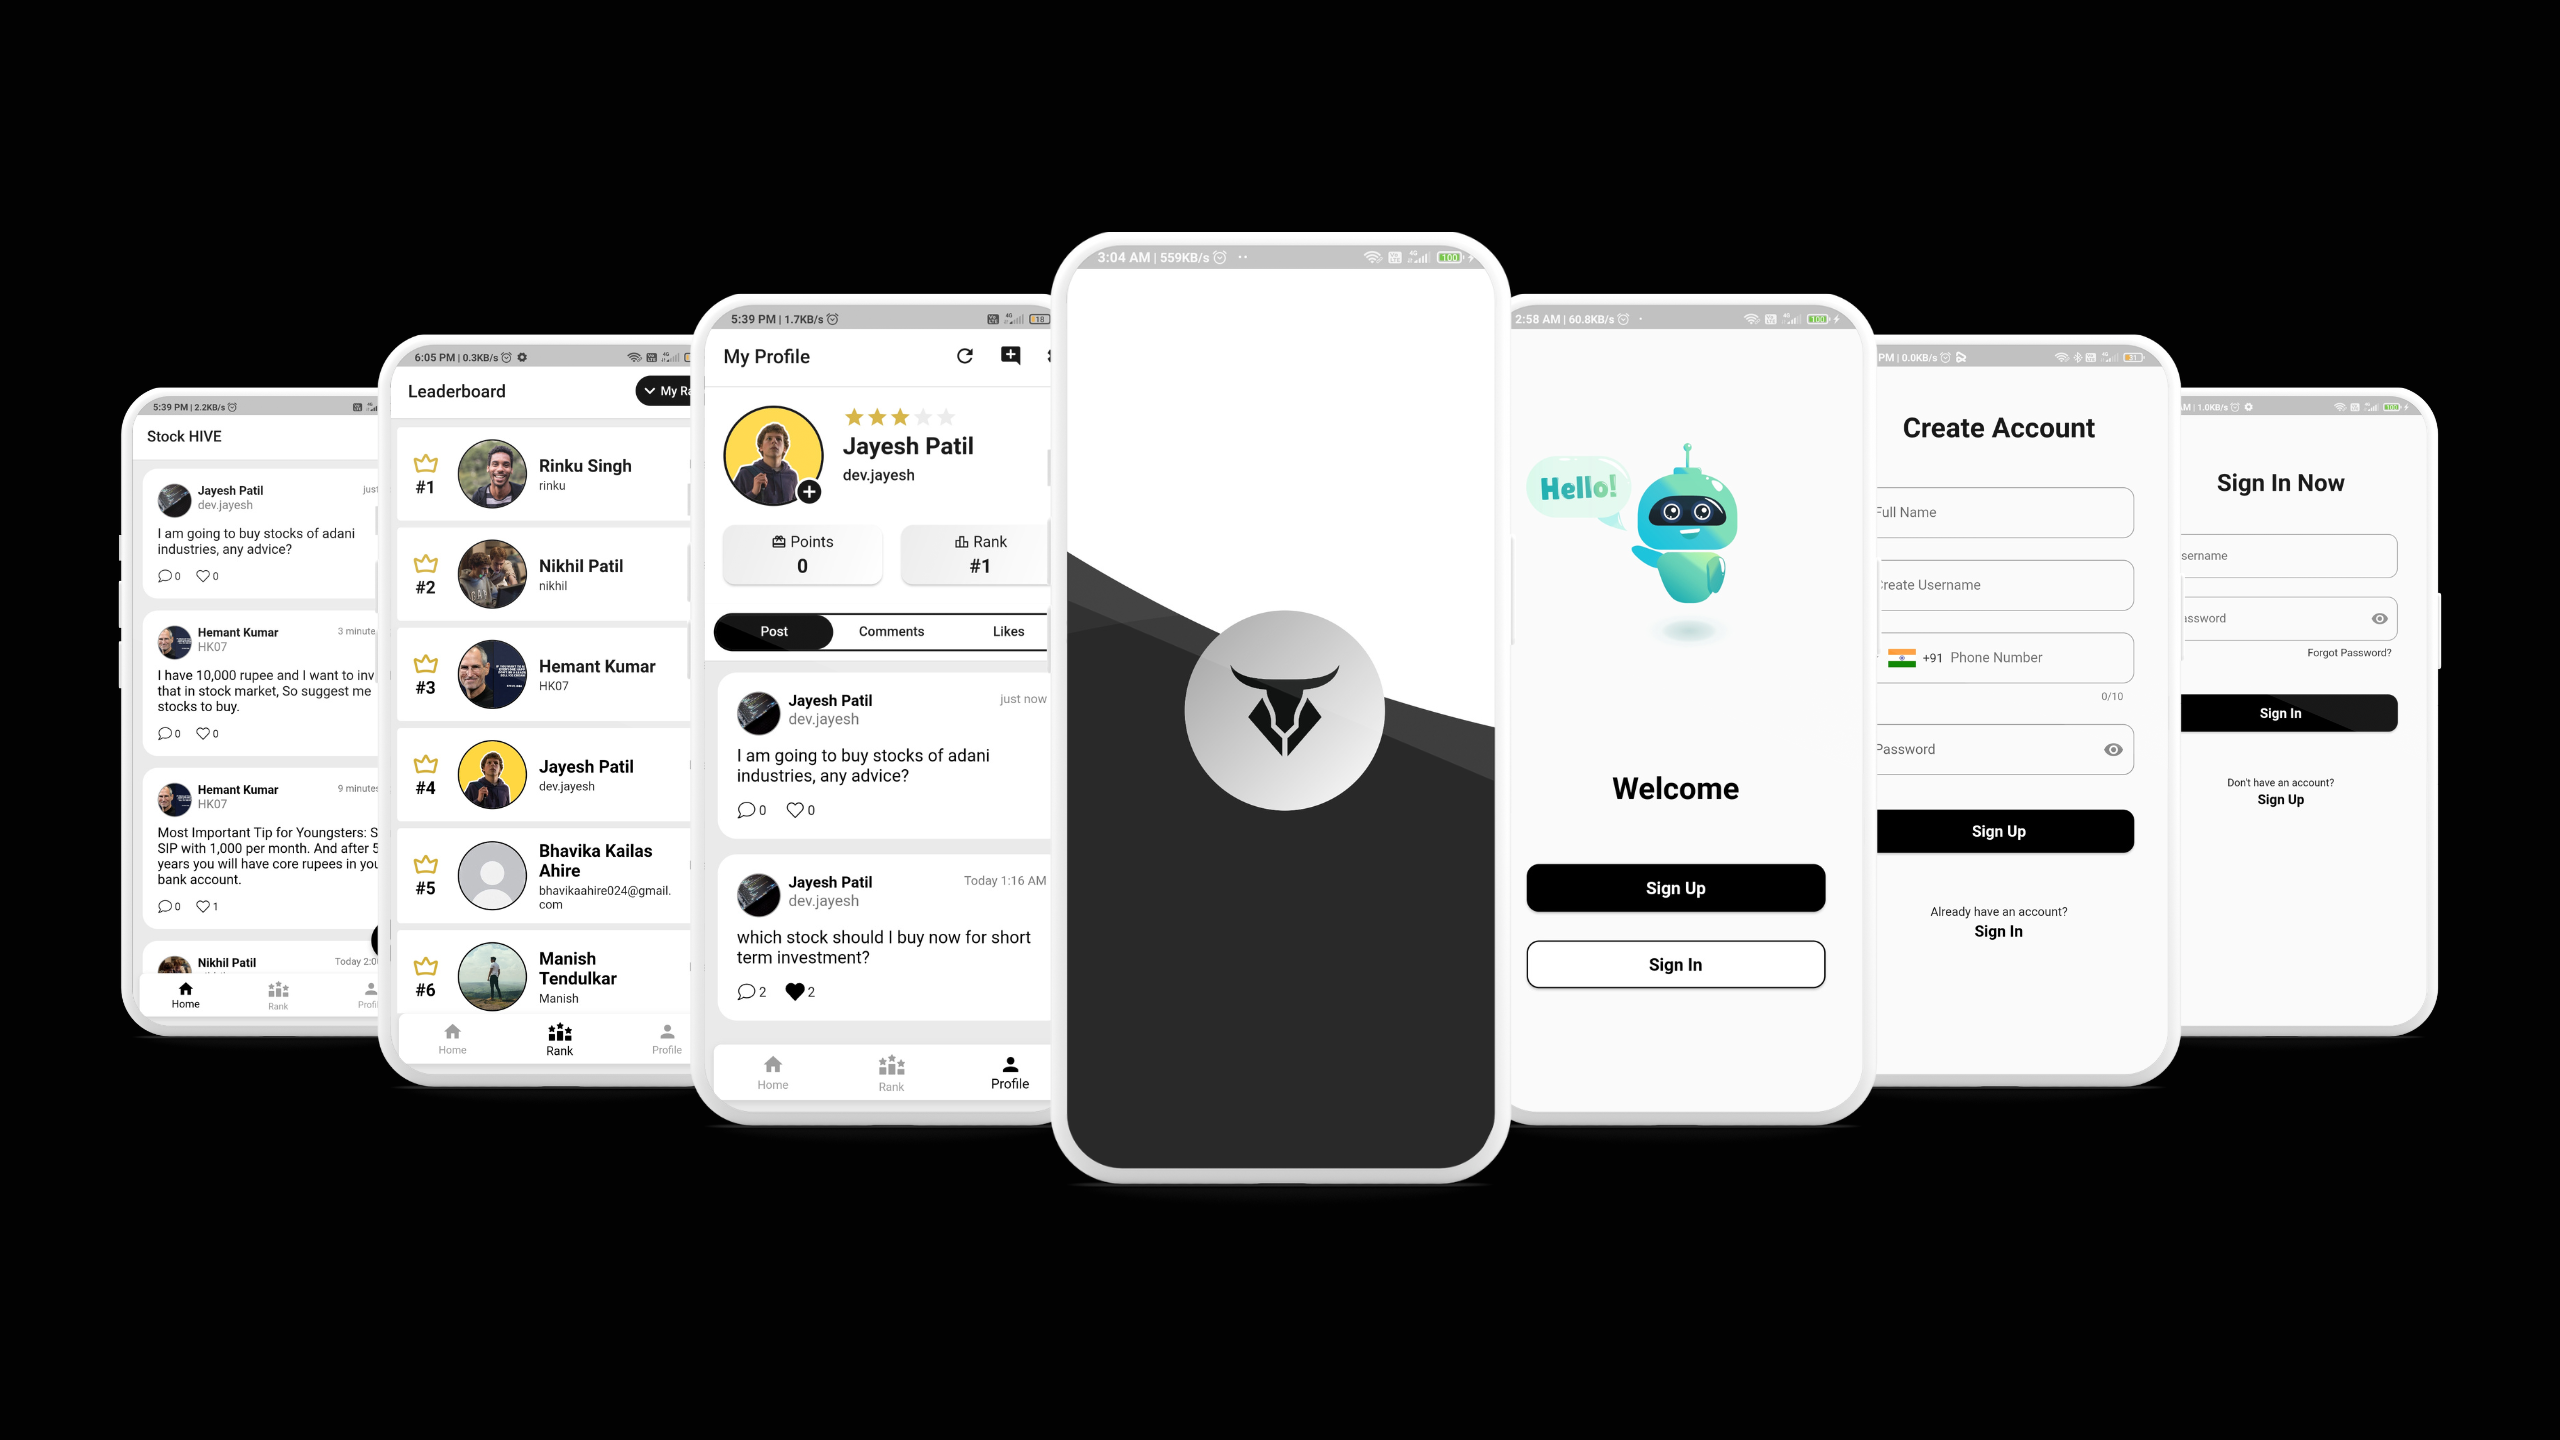 5:39 PM | 2.2KB/s
Stock HIVE
Jayesh Patil
just
dev.jayesh
I am going to buy stocks of adani
industries, any advice?
0 0
Hemant Kumar
3 minute
HK07
I have 10,000 rupee and I want to inv
that in stock market, So suggest me
stocks to buy.
0 0
Hemant Kumar
9 minutes
HK07
Most Important Tip for Youngsters: S
SIP with 1,000 per month. And after 5
years you will have core rupees in you
bank account.
0 1
Nikhil Patil
Today 2:0
Home Rank Profi
6:05 PM | 0.3KB/s
Leaderboard
My Ra
#1
Rinku Singh
rinku
#2
Nikhil Patil
nikhil
#3
Hemant Kumar
HK07
#4
Jayesh Patil
dev.jayesh
#5
Bhavika Kailas
Ahire
bhavikaahire024@gmail.
com
#6
Manish
Tendulkar
Manish
Home Rank Profile
5:39 PM | 1.7KB/s
18
My Profile
Jayesh Patil
dev.jayesh
Points
0
Rank
#1
Post Comments Likes
Jayesh Patil
just now
dev.jayesh
I am going to buy stocks of adani
industries, any advice?
0 0
Jayesh Patil
Today 1:16 AM
dev.jayesh
which stock should I buy now for short
term investment?
2 2
Home Rank Profile
3:04 AM | 559KB/s
4G
100
2:58 AM | 60.8KB/s
4G
100
Hello!
Welcome
Sign Up
Sign In
PM | 0.0KB/s
31
Create Account
Full Name
Create Username
+91 Phone Number
0/10
Password
Sign Up
Already have an account?
Sign In
AM | 1.0KB/s
100
Sign In Now
sername
assword
Forgot Password?
Sign In
Don't have an account?
Sign Up